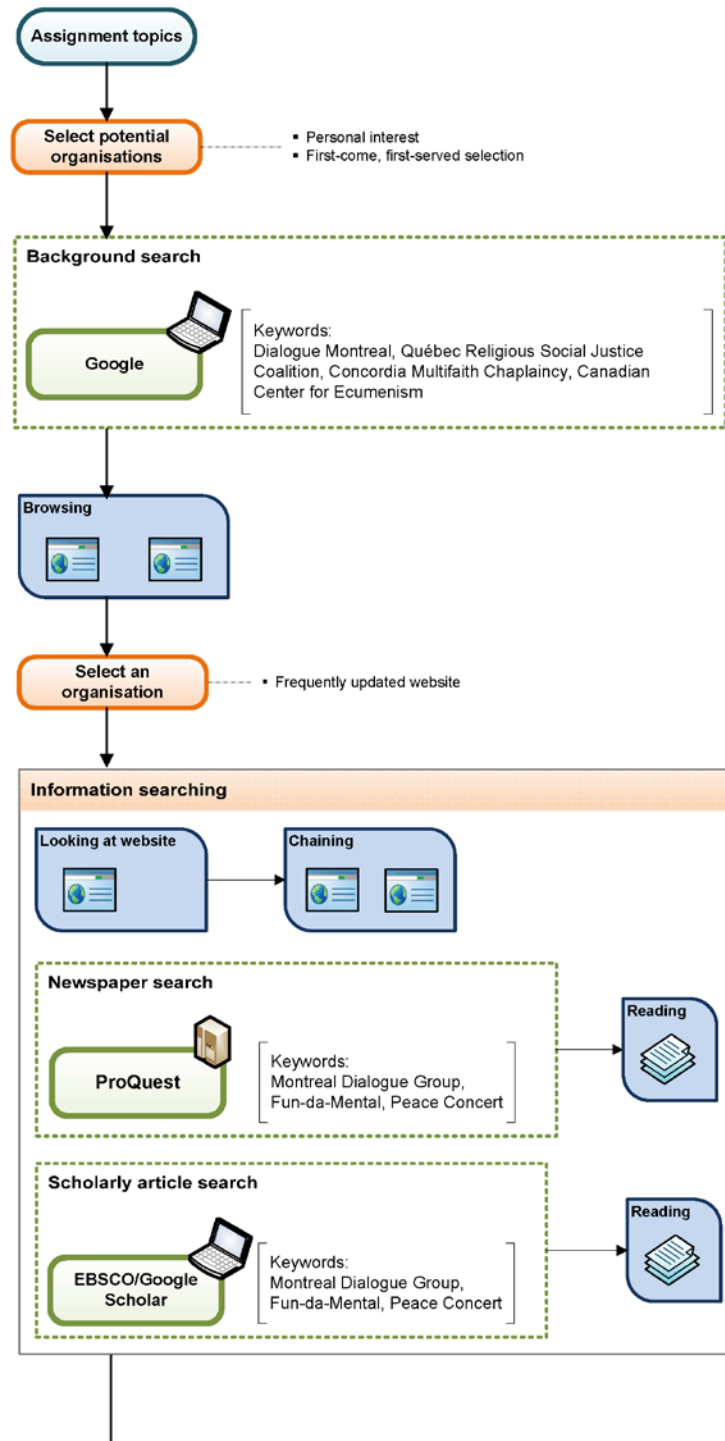 Assignment topics
Select potential
organisations
▪ Personal interest
▪ First-come, first-served selection
Background search
Google
Keywords:
Dialogue Montreal, Québec Religious Social Justice
Coalition, Concordia Multifaith Chaplaincy, Canadian
Center for Ecumenism
Browsing
Select an
organisation
▪ Frequently updated website
Information searching
Looking at website
Chaining
Newspaper search
ProQuest
Keywords:
Montreal Dialogue Group,
Fun-da-Mental, Peace Concert
Reading
Scholarly article search
EBSCO/Google
Scholar
Keywords:
Montreal Dialogue Group,
Fun-da-Mental, Peace Concert
Reading